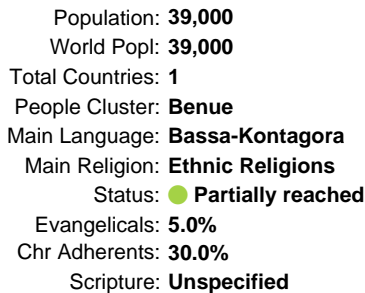 Population: 39,000
World Popl: 39,000
Total Countries: 1
People Cluster: Benue
Main Language: Bassa-Kontagora
Main Religion: Ethnic Religions
Status: Partially reached
Evangelicals: 5.0%
Chr Adherents: 30.0%
Scripture: Unspecified